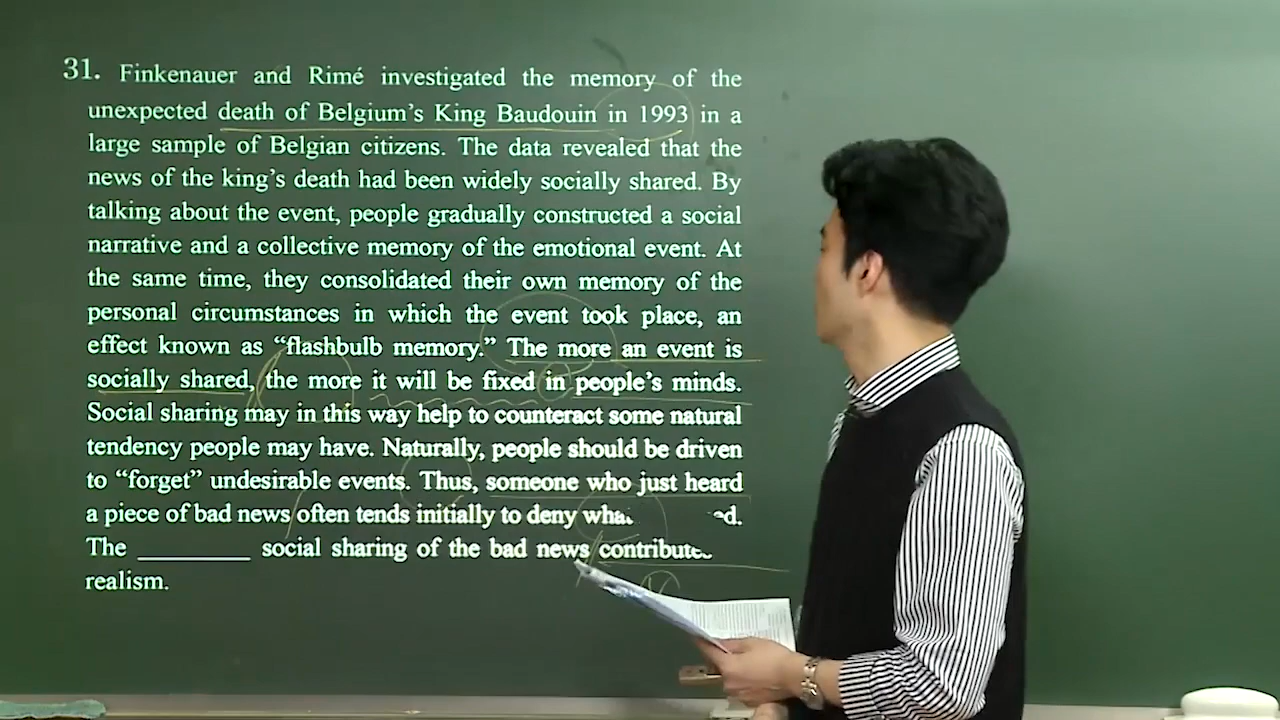 31. Finkenauer and Rimé investigated the memory of the
unexpected death of Belgium's King Baudouin in 1993 in a
large sample of Belgian citizens. The data revealed that the
news of the king's death had been widely socially shared. By
talking about the event, people gradually constructed a social
narrative and a collective memory of the emotional event. At
the same time, they consolidated their own memory of the
personal circumstances in which the event took place, an
effect known as “flashbulb memory.” The more an event is
socially shared, the more it will be fixed in people's minds.
Social sharing may in this way help to counteract some natural
tendency people may have. Naturally, people should be driven
to “forget” undesirable events. Thus, someone who just heard
a piece of bad news often tends initially to deny
The __________ social sharing of the bad news
realism.